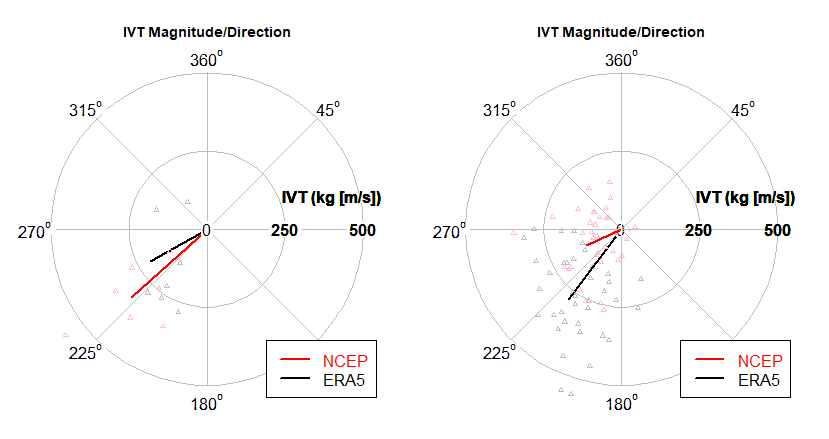 IVT Magnitude/Direction
360°
315°
45°
IVT (kg [m/s])
270°
0
250
500
225°
180°
NCEP
ERA5
IVT Magnitude/Direction
360°
315°
45°
IVT (kg [m/s])
270°
0
250
500
225°
180°
NCEP
ERA5